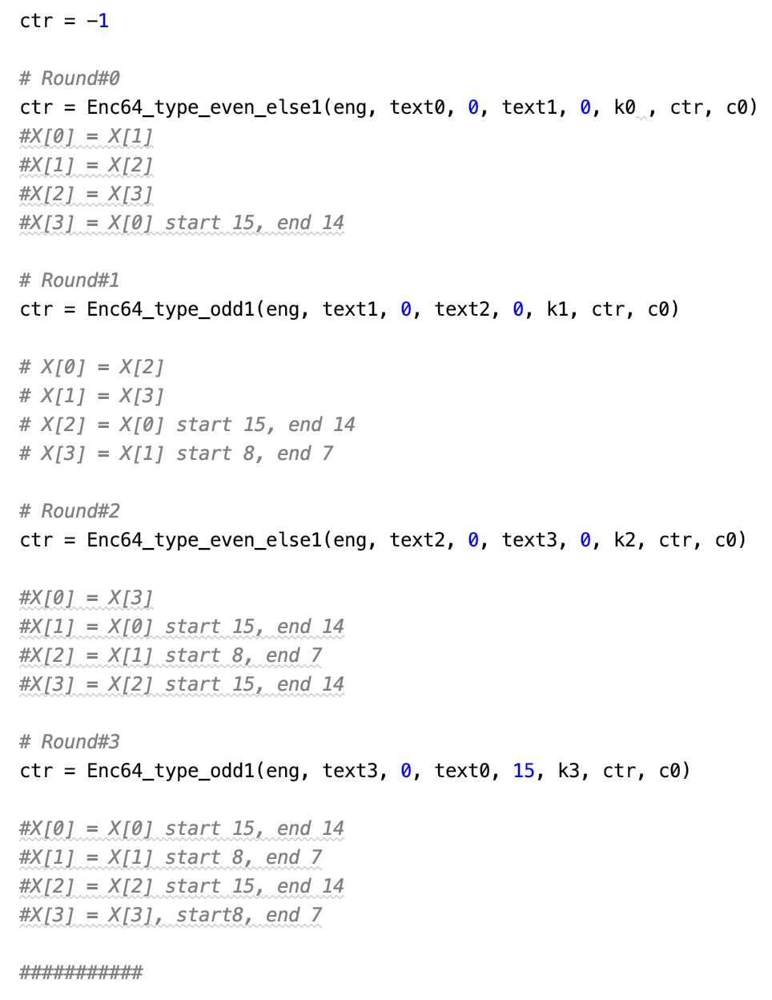 ctr = -1
# Round#0
ctr = Enc64_type_even_else1(eng, text0, 0, text1, 0, k0 , ctr, c0)
#X[0] = X[1]
#X[1] = X[2]
#X[2] = X[3]
#X[3] = X[0] start 15, end 14
# Round#1
ctr = Enc64_type_odd1(eng, text1, 0, text2, 0, k1, ctr, c0)
# X[0] = X[2]
# X[1] = X[3]
# X[2] = X[0] start 15, end 14
# X[3] = X[1] start 8, end 7
# Round#2
ctr = Enc64_type_even_else1(eng, text2, 0, text3, 0, k2, ctr, c0)
#X[0] = X[3]
#X[1] = X[0] start 15, end 14
#X[2] = X[1] start 8, end 7
#X[3] = X[2] start 15, end 14
# Round#3
ctr = Enc64_type_odd1(eng, text3, 0, text0, 15, k3, ctr, c0)
#X[0] = X[0] start 15, end 14
#X[1] = X[1] start 8, end 7
#X[2] = X[2] start 15, end 14
#X[3] = X[3], start8, end 7
###########